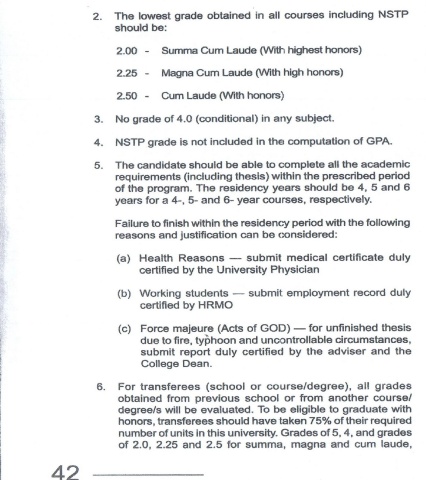 2. The lowest grade obtained in all courses including NSTP
should be:
2.00 - Summa Cum Laude (With highest honors)
2.25 - Magna Cum Laude (With high honors)
2.50 - Cum Laude (With honors)
3. No grade of 4.0 (conditional) in any subject.
4. NSTP grade is not included in the computation of GPA.
5. The candidate should be able to complete all the academic
requirements (including thesis) within the prescribed period
of the program. The residency years should be 4, 5 and 6
years for a 4-, 5- and 6- year courses, respectively.
Failure to finish within the residency period with the following
reasons and justification can be considered:
(a) Health Reasons — submit medical certificate duly
certified by the University Physician
(b) Working students — submit employment record duly
certified by HRMO
(c) Force majeure (Acts of GOD) — for unfinished thesis
due to fire, typhoon and uncontrollable circumstances,
submit report duly certified by the adviser and the
College Dean.
6. For transferees (school or course/degree), all grades
obtained from previous school or from another course/
degree/s will be evaluated. To be eligible to graduate with
honors, transferees should have taken 75% of their required
number of units in this university. Grades of 5, 4, and grades
of 2.0, 2.25 and 2.5 for summa, magna and cum laude,
42